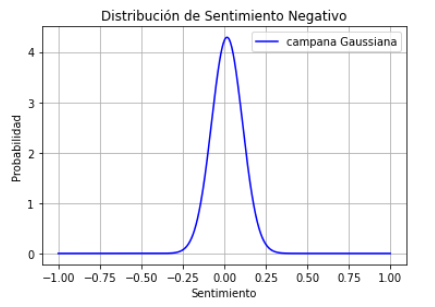 Distribución de Sentimiento Negativo
campana Gaussiana
Probabilidad
4
3
2
1
0
−1.00 −0.75 −0.50 −0.25 0.00 0.25 0.50 0.75 1.00
Sentimiento